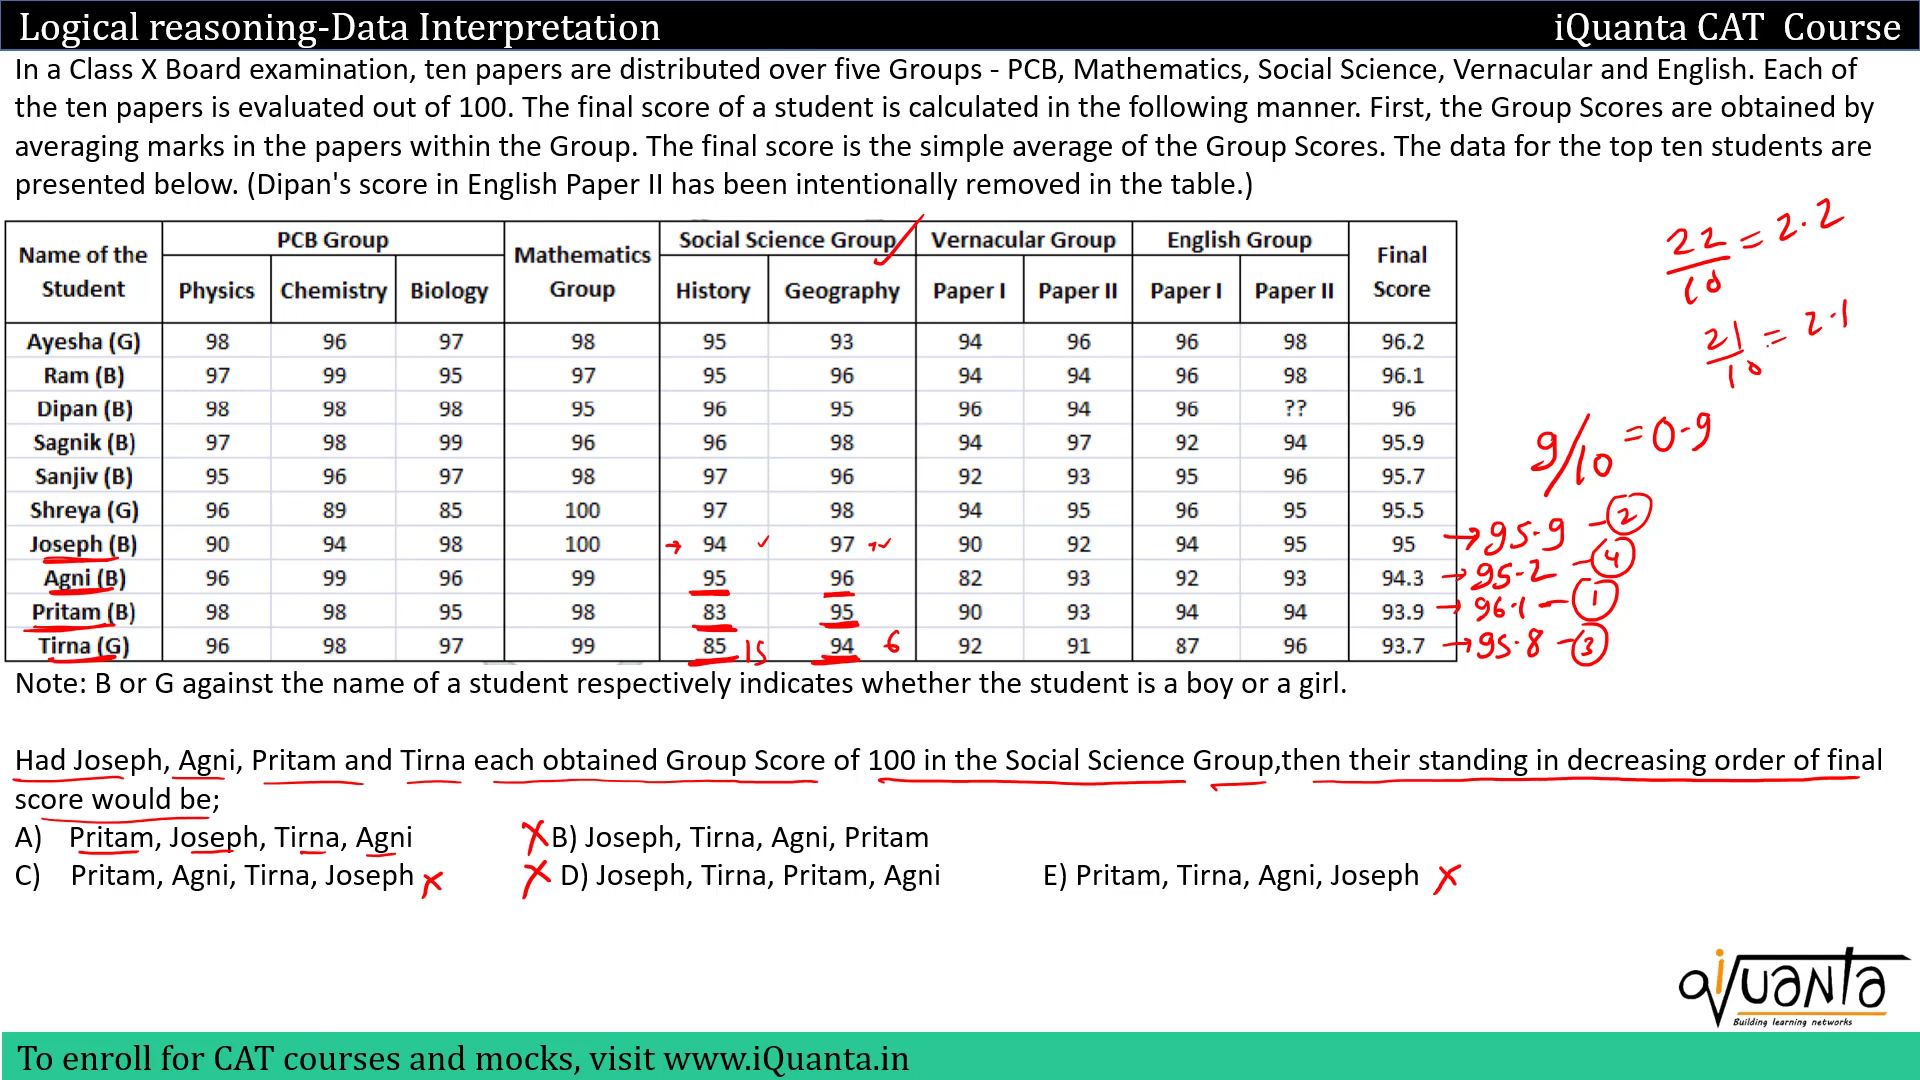 Logical reasoning-Data Interpretation
iQuanta CAT Course
In a Class X Board examination, ten papers are distributed over five Groups - PCB, Mathematics, Social Science, Vernacular and English. Each of
the ten papers is evaluated out of 100. The final score of a student is calculated in the following manner. First, the Group Scores are obtained by
averaging marks in the papers within the Group. The final score is the simple average of the Group Scores. The data for the top ten students are
presented below. (Dipan's score in English Paper II has been intentionally removed in the table.)
Name of the Student PCB Group Mathematics Group Social Science Group Vernacular Group English Group Final Score
Physics Chemistry Biology History Geography Paper I Paper II Paper I Paper II
Ayesha (G) 98 96 97 98 95 93 94 96 96 98 96.2
Ram (B) 97 99 95 97 95 96 94 94 96 98 96.1
Dipan (B) 98 98 98 95 96 95 96 94 96 ?? 96
Sagnik (B) 97 98 99 96 96 98 94 97 92 94 95.9
Sanjiv (B) 95 96 97 98 97 96 92 93 95 96 95.7
Shreya (G) 96 89 85 100 97 98 94 95 96 95 95.5
Joseph (B) 90 94 98 100 → 94 ✓ 97 90 92 94 95 95 → 95.9 - 2
Agni (B) 96 99 96 99 95 96 82 93 92 93 94.3 → 95.2 - 4
Pritam (B) 98 98 95 98 83 95 90 93 94 94 93.9 → 96.1 - 1
Tirna (G) 96 98 97 99 85 15 94 6 92 91 87 96 93.7 → 95.8 - 3
22/10 = 2.2
21/10 = 2.1
9/10 = 0.9
Note: B or G against the name of a student respectively indicates whether the student is a boy or a girl.
Had Joseph, Agni, Pritam and Tirna each obtained Group Score of 100 in the Social Science Group,then their standing in decreasing order of final
score would be;
A) Pritam, Joseph, Tirna, Agni X B) Joseph, Tirna, Agni, Pritam
C) Pritam, Agni, Tirna, Joseph X X D) Joseph, Tirna, Pritam, Agni E) Pritam, Tirna, Agni, Joseph X
iQuanta
Building learning networks
To enroll for CAT courses and mocks, visit www.iQuanta.in